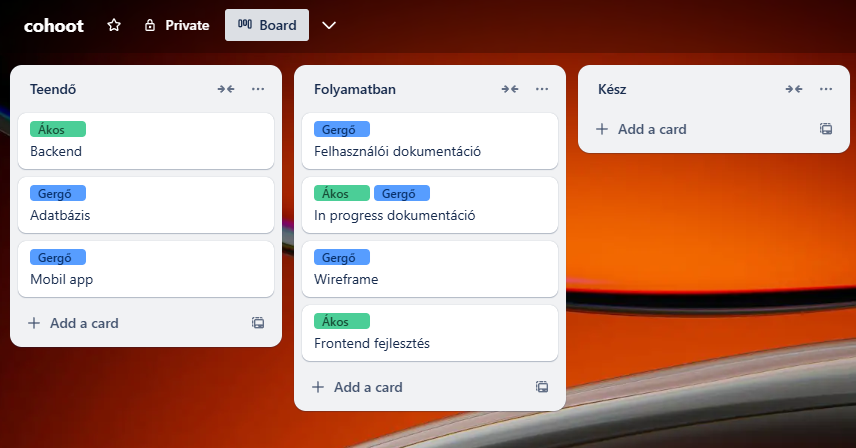 cohoot
Private
Board
Teendő
Ákos
Backend
Gergő
Adatbázis
Gergő
Mobil app
Add a card
Folyamatban
Gergő
Felhasználói dokumentáció
Ákos Gergő
In progress dokumentáció
Gergő
Wireframe
Ákos
Frontend fejlesztés
Add a card
Kész
Add a card